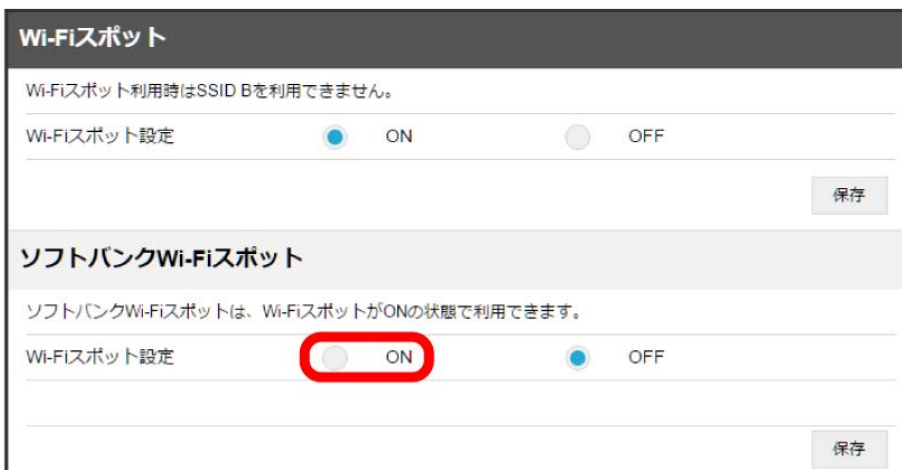 Wi-Fiスポット
Wi-Fiスポット利用時はSSID Bを利用できません。
Wi-Fiスポット設定 ON OFF
保存
ソフトバンクWi-Fiスポット
ソフトバンクWi-Fiスポットは、Wi-FiスポットがONの状態で利用できます。
Wi-Fiスポット設定 ON OFF
保存